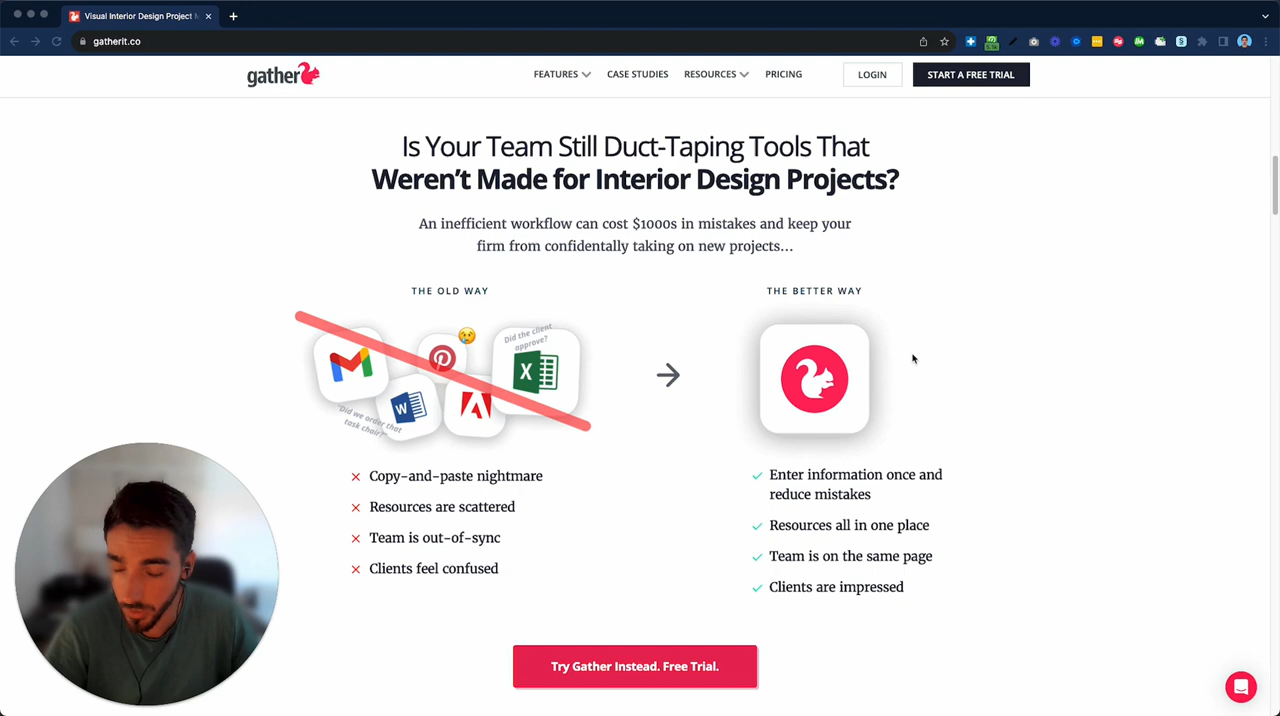 Visual Interior Design Project M
gatherit.co
gather
FEATURES
CASE STUDIES
RESOURCES
PRICING
LOGIN
START A FREE TRIAL
Is Your Team Still Duct-Taping Tools That
Weren't Made for Interior Design Projects?
An inefficient workflow can cost $1000s in mistakes and keep your
firm from confidentally taking on new projects...
THE OLD WAY
THE BETTER WAY
Did the client
approve?
"Did we order that
task chair?"
Copy-and-paste nightmare
Resources are scattered
Team is out-of-sync
Clients feel confused
Enter information once and
reduce mistakes
Resources all in one place
Team is on the same page
Clients are impressed
Try Gather Instead. Free Trial.